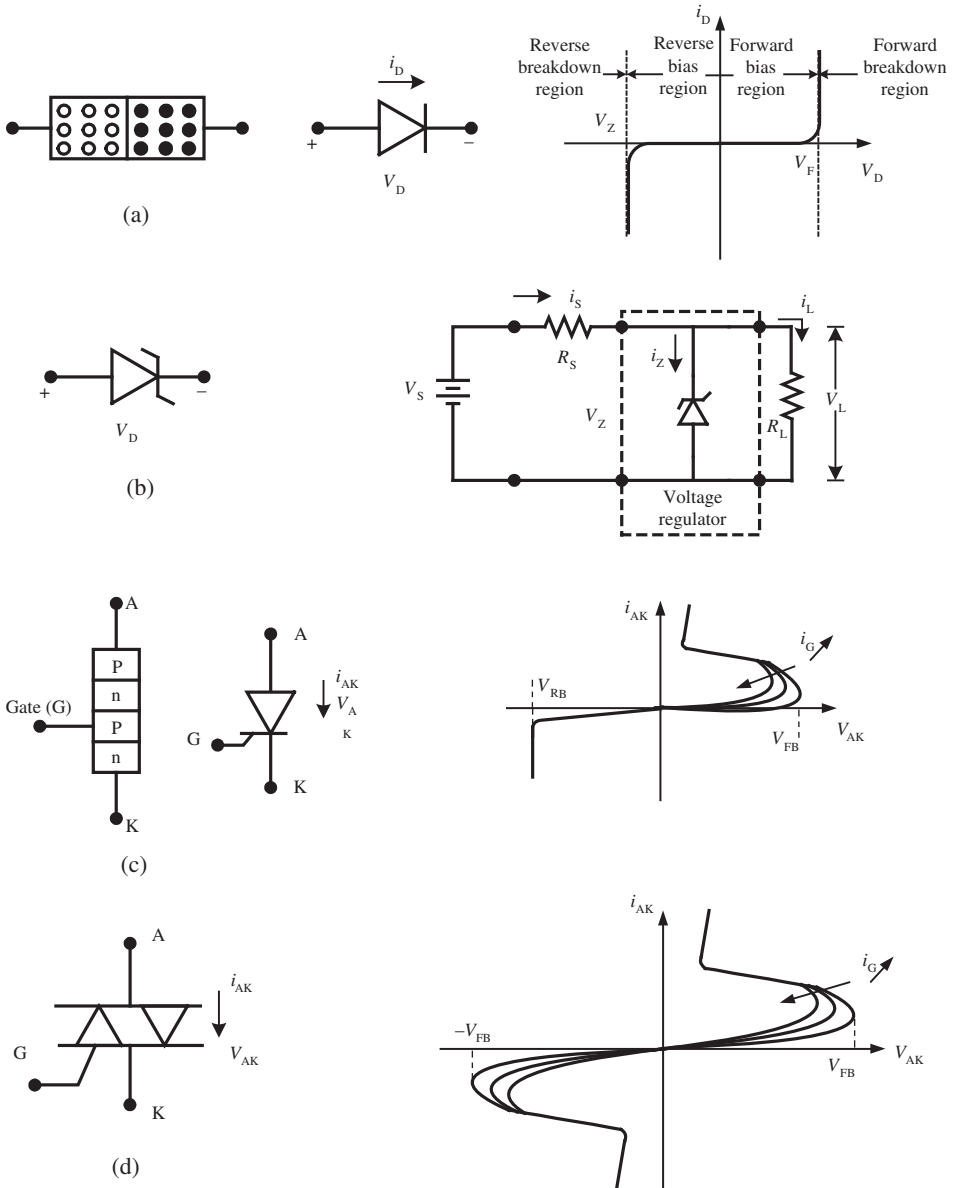 i_D
Reverse breakdown region
Reverse bias region
Forward bias region
Forward breakdown region
i_D
+
–
V_D
V_Z
V_F
V_D
(a)
+
–
V_D
(b)
i_S
R_S
V_S
i_Z
V_Z
i_L
R_L
V_L
Voltage
regulator
A
P
n
P
n
Gate (G)
K
A
i_AK
V_A
K
G
K
(c)
i_AK
i_G
V_RB
V_FB
V_AK
A
i_AK
V_AK
G
K
(d)
i_AK
i_G
–V_FB
V_FB
V_AK